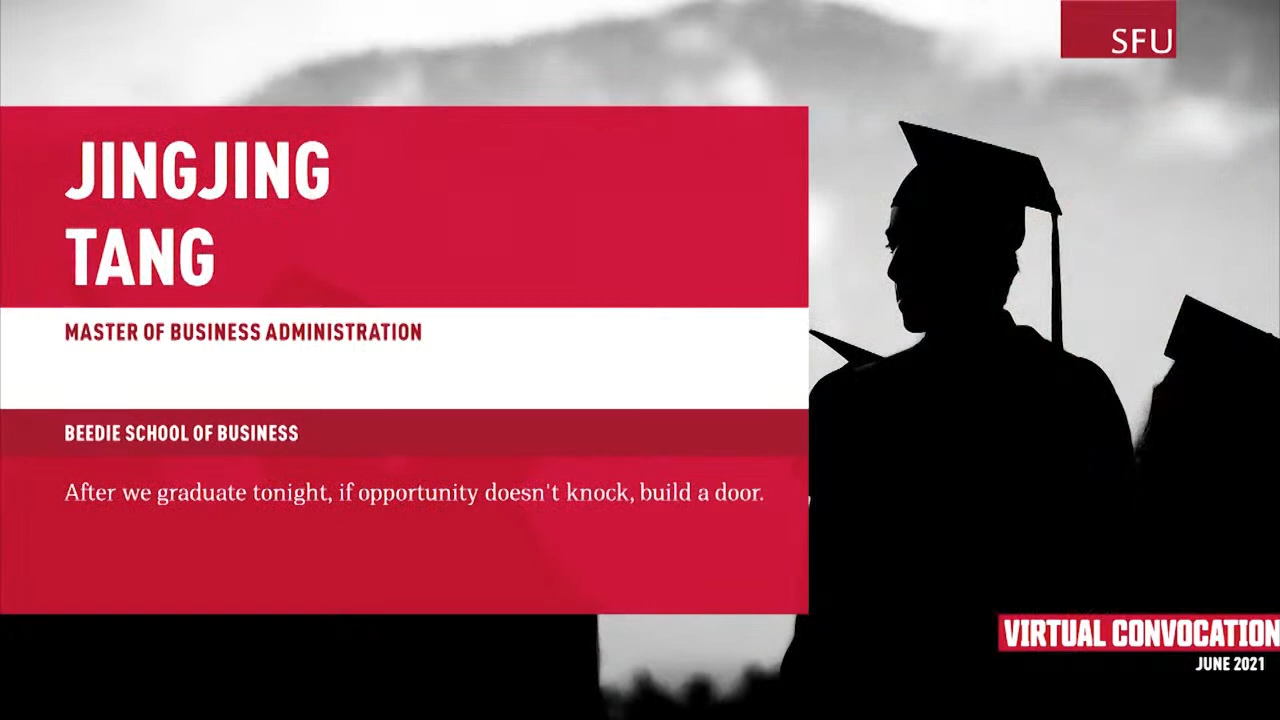 SFU
JINGJING
TANG
MASTER OF BUSINESS ADMINISTRATION
BEEDIE SCHOOL OF BUSINESS
After we graduate tonight, if opportunity doesn't knock, build a door.
VIRTUAL CONVOCATION
JUNE 2021